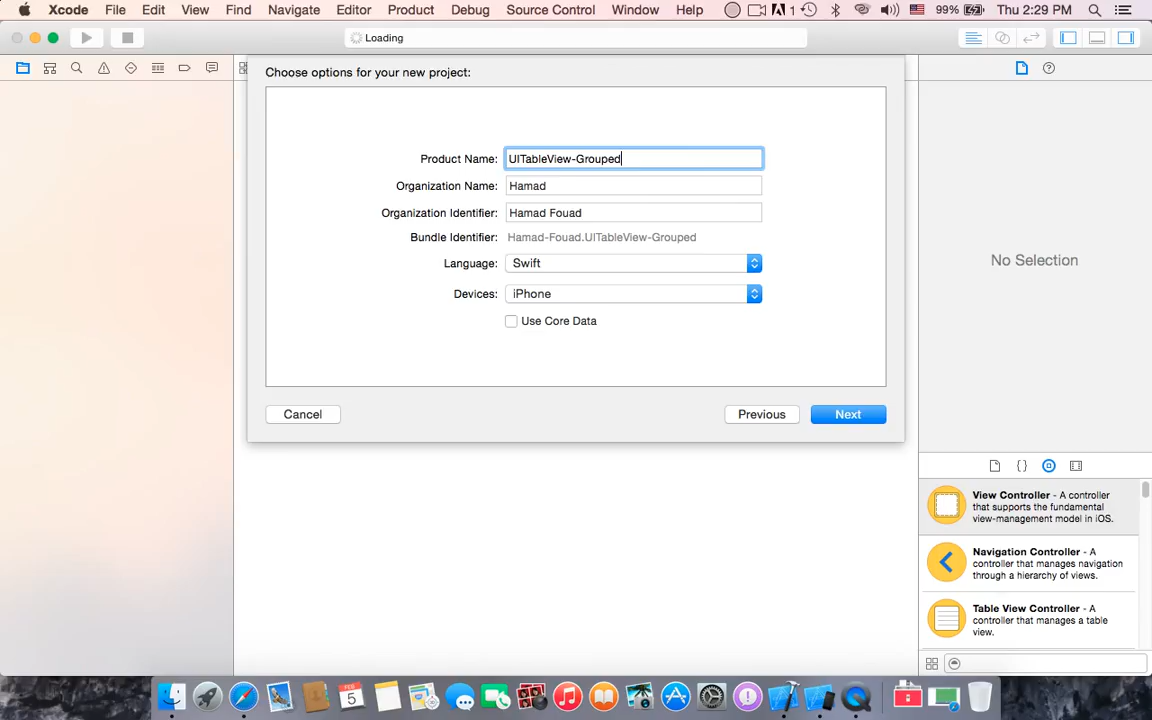 Xcode File Edit View Find Navigate Editor Product Debug Source Control Window Help 1 99% Thu 2:29 PM
Loading
Choose options for your new project:
Product Name: UITableView-Grouped
Organization Name: Hamad
Organization Identifier: Hamad Fouad
Bundle Identifier: Hamad-Fouad.UITableView-Grouped
Language: Swift
Devices: iPhone
Use Core Data
Cancel Previous Next
No Selection
{}
View Controller - A controller
that supports the fundamental
view-management model in iOS.
Navigation Controller - A
controller that manages navigation
through a hierarchy of views.
Table View Controller - A
controller that manages a table
view.
FEB
5